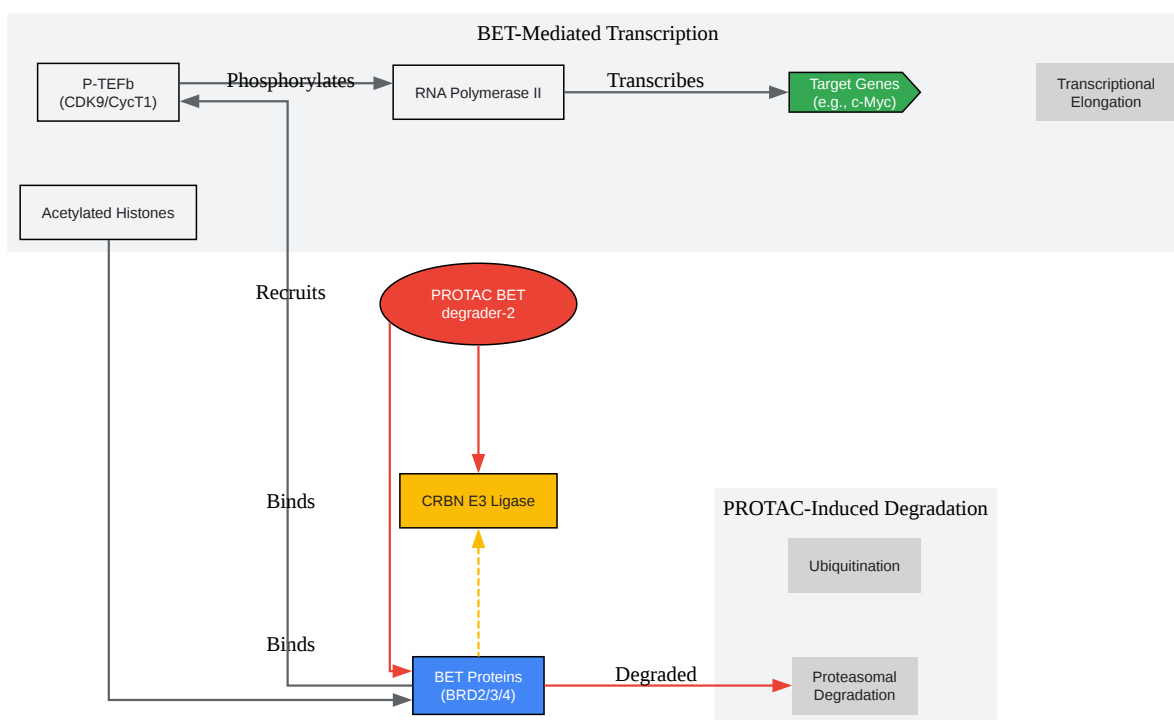 BET-Mediated Transcription
P-TEFb
(CDK9/CycT1)
Phosphorylates
RNA Polymerase II
Transcribes
Target Genes
(e.g., c-Myc)
Transcriptional
Elongation
Acetylated Histones
Recruits
PROTAC BET
degrader-2
Binds
CRBN E3 Ligase
PROTAC-Induced Degradation
Ubiquitination
Binds
BET Proteins
(BRD2/3/4)
Degraded
Proteasomal
Degradation